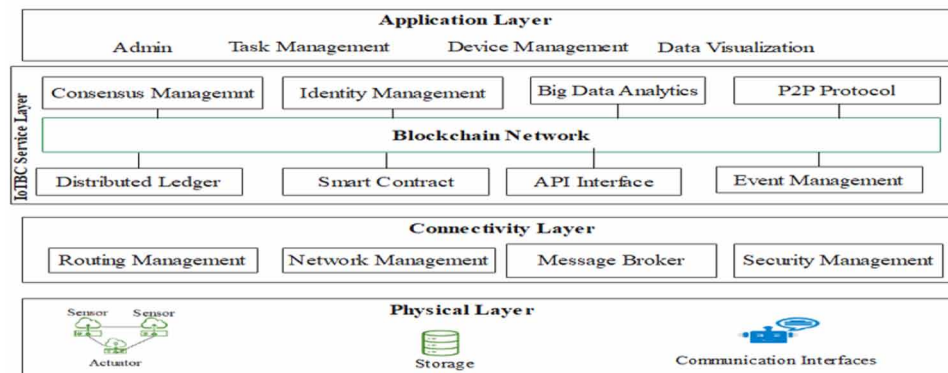 Application Layer
Admin Task Management Device Management Data Visualization
IoTBC Service Layer
Consensus Managemnt Identity Management Big Data Analytics P2P Protocol
Blockchain Network
Distributed Ledger Smart Contract API Interface Event Management
Connectivity Layer
Routing Management Network Management Message Broker Security Management
Physical Layer
Sensor Sensor
Actuator
Storage
Communication Interfaces